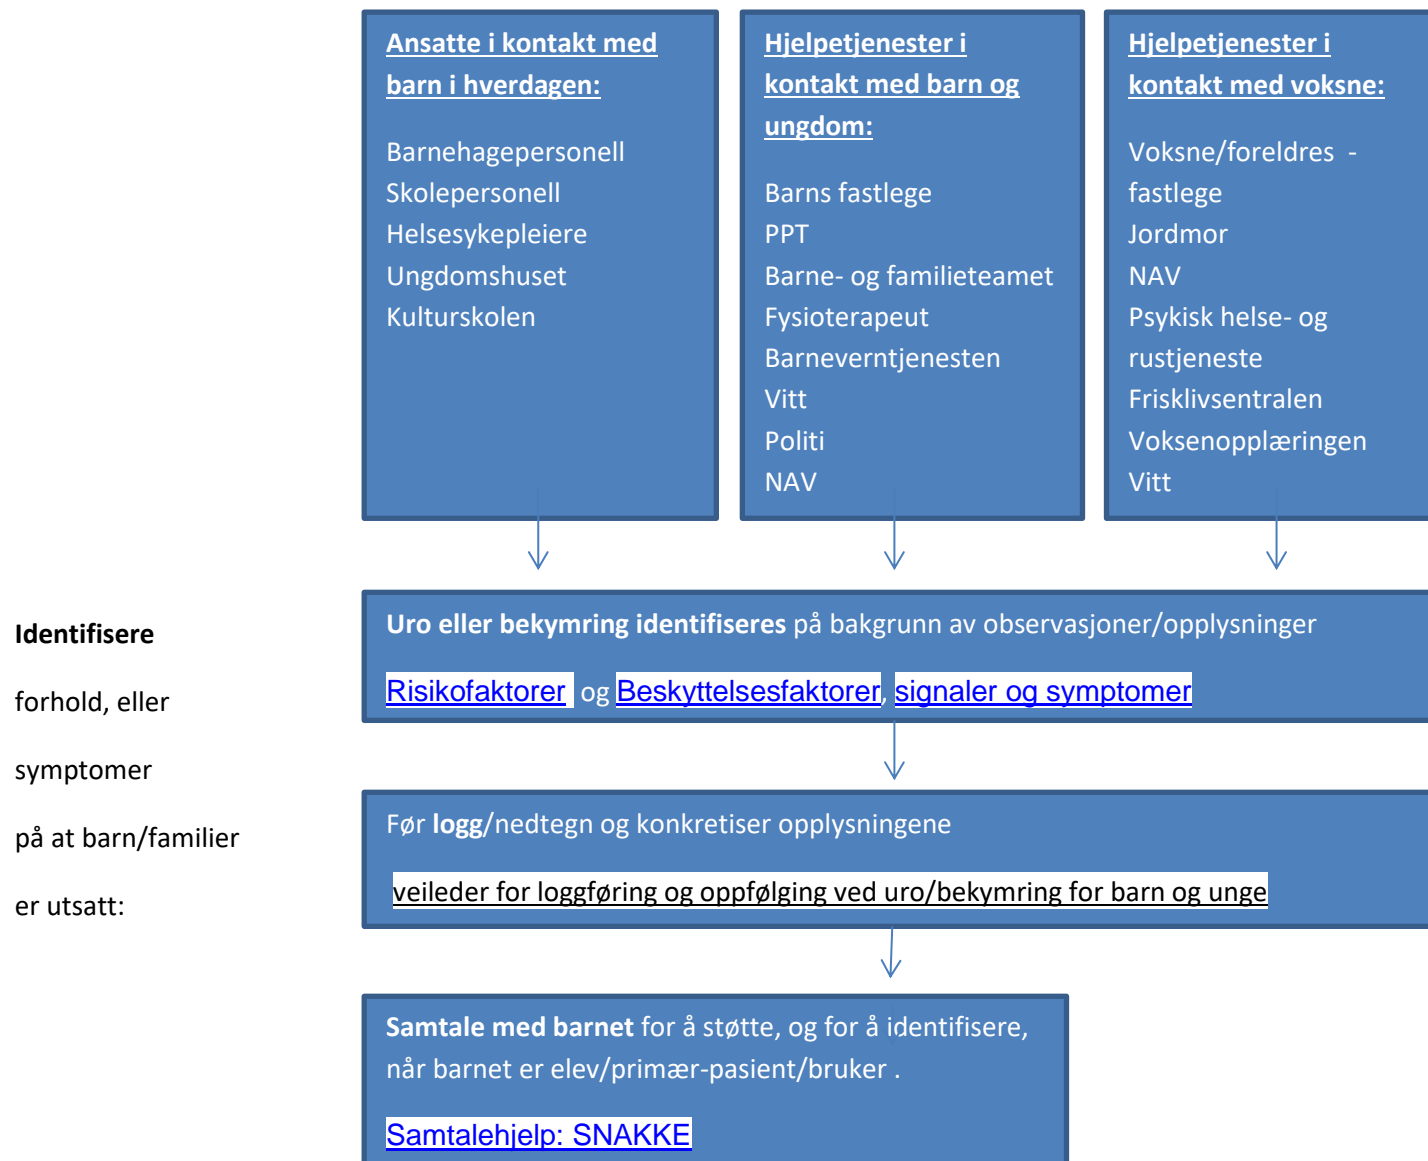 Ansatte i kontakt med
barn i hverdagen:
Barnehagepersonell
Skolepersonell
Helsesykepleiere
Ungdomshuset
Kulturskolen
Hjelpetjenester i
kontakt med barn og
ungdom:
Barns fastlege
PPT
Barne- og familieteamet
Fysioterapeut
Barneverntjenesten
Vitt
Politi
NAV
Hjelpetjenester i
kontakt med voksne:
Voksne/foreldres -
fastlege
Jordmor
NAV
Psykisk helse- og
rustjeneste
Frisklivsentralen
Voksenopplæringen
Vitt
Identifisere
forhold, eller
symptomer
på at barn/familier
er utsatt:
Uro eller bekymring identifiseres på bakgrunn av observasjoner/opplysninger
Risikofaktorer og Beskyttelsesfaktorer, signaler og symptomer
Før logg/nedtegn og konkretiser opplysningene
veileder for loggføring og oppfølging ved uro/bekymring for barn og unge
Samtale med barnet for å støtte, og for å identifisere,
når barnet er elev/primær-pasient/bruker .
Samtalehjelp: SNAKKE